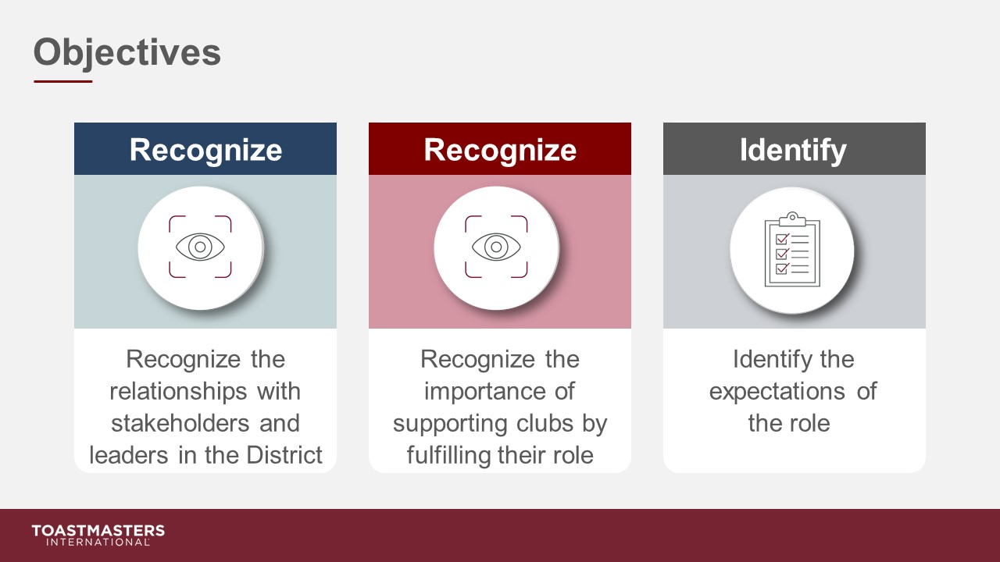 Objectives
Recognize
Recognize the
relationships with
stakeholders and
leaders in the District
Recognize
Recognize the
importance of
supporting clubs by
fulfilling their role
Identify
Identify the
expectations of
the role
TOASTMASTERS
INTERNATIONAL